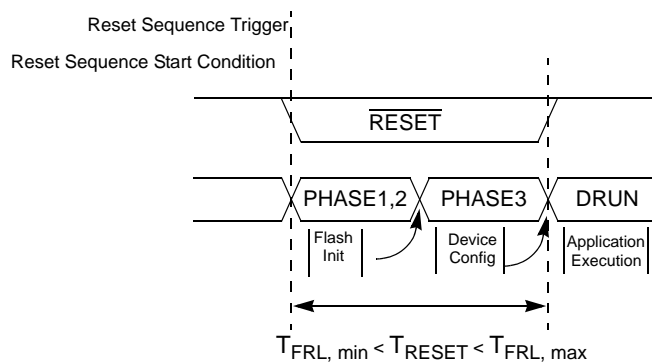 Reset Sequence Trigger
Reset Sequence Start Condition
RESET
PHASE1,2 PHASE3 DRUN
Flash Init
Device Config
Application Execution
TFRL, min < TRESET < TFRL, max